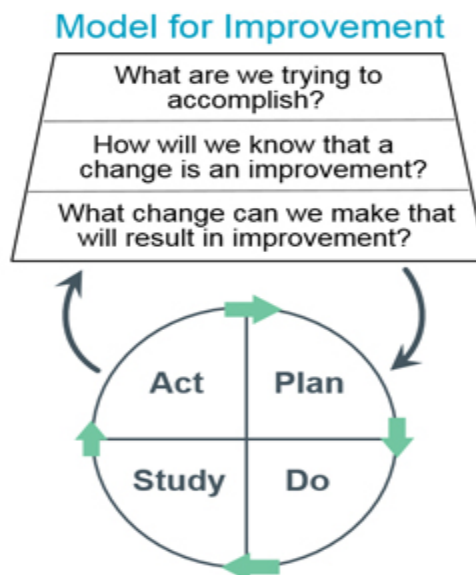 Model for Improvement
What are we trying to
accomplish?
How will we know that a
change is an improvement?
What change can we make that
will result in improvement?
Act
Plan
Study
Do